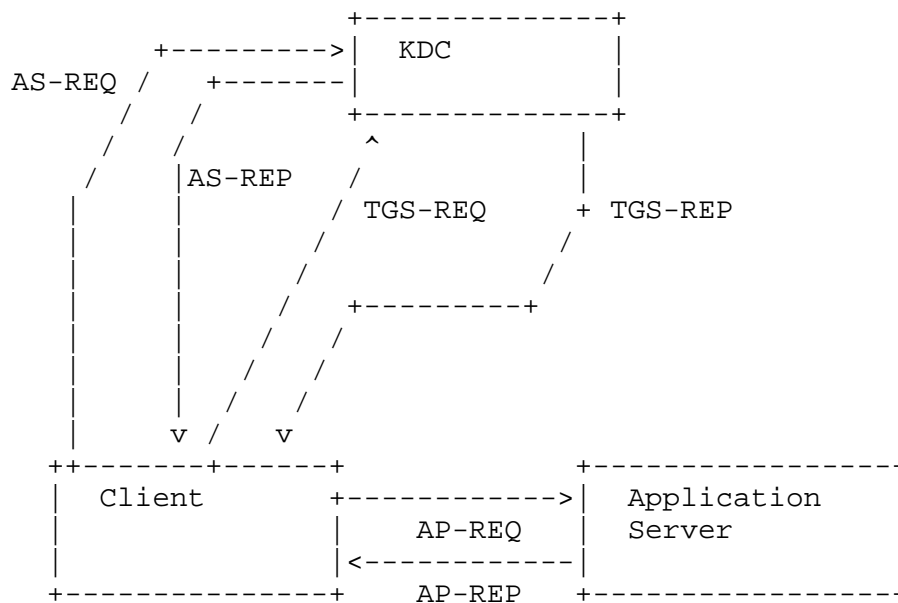 KDC
AS-REQ
AS-REP
TGS-REQ TGS-REP
Client Application
AP-REQ Server
AP-REP